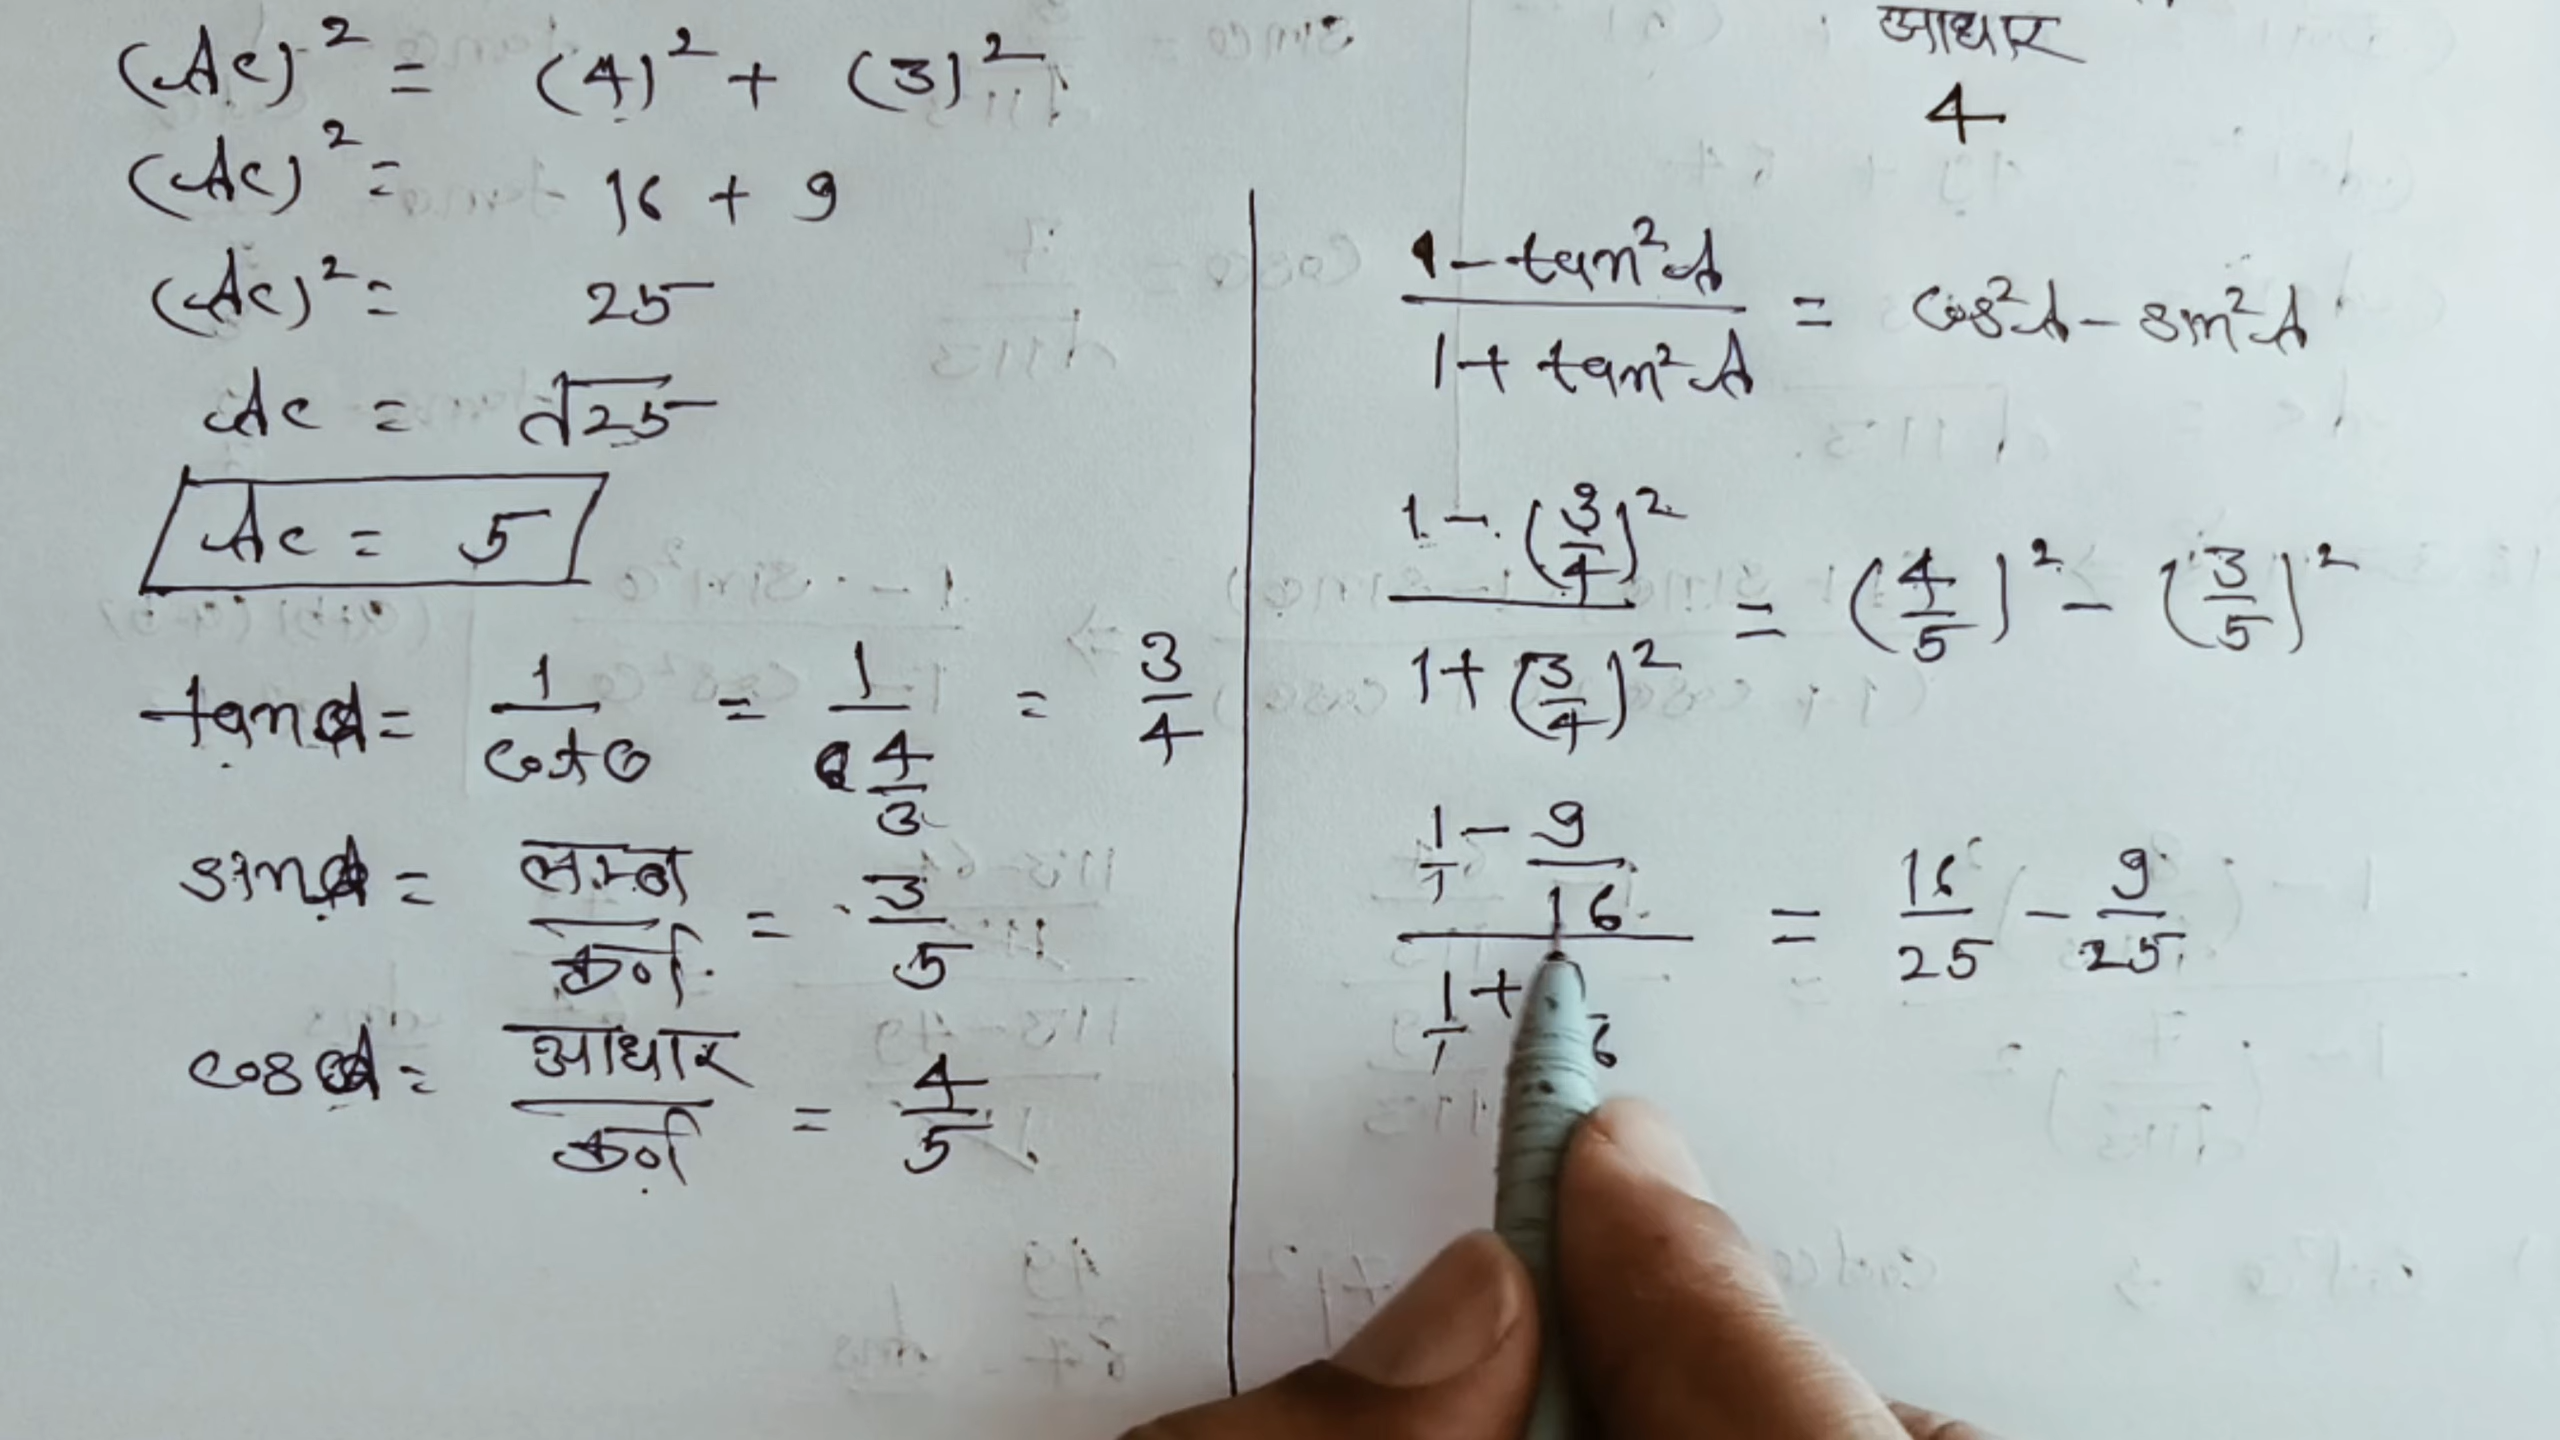 (AC)² = (4)² + (3)²
(AC)² = 16 + 9
(AC)² = 25
AC = √25
AC = 5
tanA = 1/cotθ = 1/(4/3) = 3/4
sinA = लम्ब/कर्ण = 3/5
cosA = आधार/कर्ण = 4/5
आधार
4
(1 - tan²A)/(1 + tan²A) = cos²A - sin²A
(1 - (3/4)²)/(1 + (3/4)²) = (4/5)² - (3/5)²
(1/1 - 9/16)/(1/1 + 6) = 16/25 - 9/25